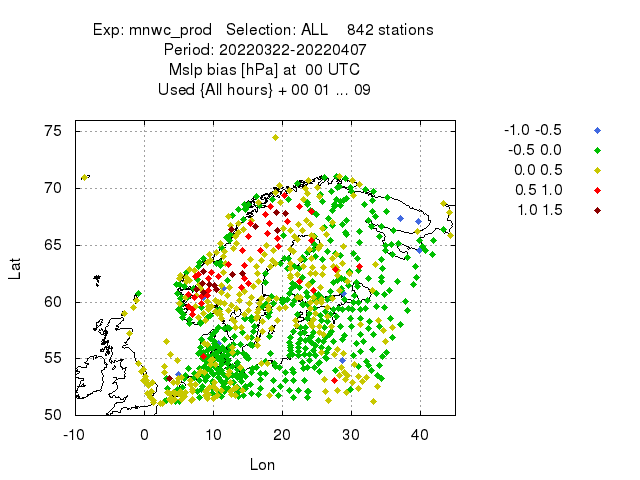 Exp: mnwc_prod Selection: ALL 842 stations
Period: 20220322-20220407
Mslp bias [hPa] at 00 UTC
Used {All hours} + 00 01 ... 09
-1.0 -0.5
-0.5 0.0
0.0 0.5
0.5 1.0
1.0 1.5
75
70
65
60
55
50
Lat
-10 0 10 20 30 40
Lon